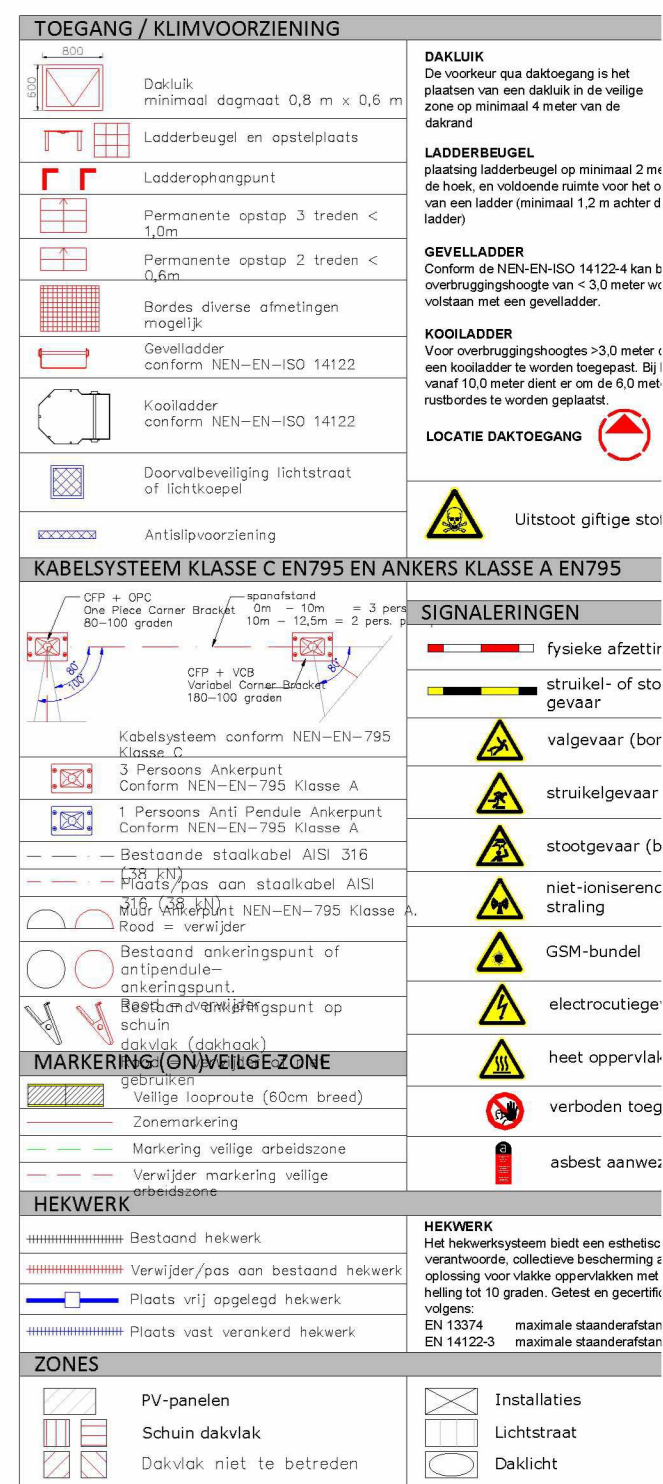 TOEGANG / KLIMVOORZIENING
800
600
Dakluik
minimaal dagmaat 0,8 m x 0,6 m
Ladderbeugel en opstelplaats
Ladderophangpunt
Permanente opstap 3 treden <
1,0m
Permanente opstap 2 treden <
0,6m
Bordes diverse afmetingen
mogelijk
Gevelladder
conform NEN-EN-ISO 14122
Kooiladder
conform NEN-EN-ISO 14122
Doorvalbeveiliging lichtstraat
of lichtkoepel
Antislipvoorziening
DAKLUIK
De voorkeur qua daktoegang is het
plaatsen van een dakluik in de veilige
zone op minimaal 4 meter van de
dakrand
LADDERBEUGEL
plaatsing ladderbeugel op minimaal 2 me
de hoek, en voldoende ruimte voor het o
van een ladder (minimaal 1,2 m achter d
ladder)
GEVELLADDER
Conform de NEN-EN-ISO 14122-4 kan b
overbruggingshoogte van < 3,0 meter wo
volstaan met een gevelladder.
KOOILADDER
Voor overbruggingshoogtes >3,0 meter
een kooiladder te worden toegepast. Bij
vanaf 10,0 meter dient er om de 6,0 met
rustbordes te worden geplaatst.
LOCATIE DAKTOEGANG
Uitstoot giftige stof
KABELSYSTEEM KLASSE C EN795 EN ANKERS KLASSE A EN795
CFP + OPC
One Piece Corner Bracket
80-100 graden
spanafstand
0m - 10m = 3 pers
10m - 12,5m = 2 pers. p
CFP + VCB
Variabel Corner Bracket
180-100 graden
80°
100°
80°
Kabelsysteem conform NEN-EN-795
Klasse C
3 Persoons Ankerpunt
Conform NEN-EN-795 Klasse A
1 Persoons Anti Pendule Ankerpunt
Conform NEN-EN-795 Klasse A
Bestaande staalkabel AISI 316
(38 kN)
Plaats/pas aan staalkabel AISI
316 (38 kN)
Muur Ankerpunt NEN-EN-795 Klasse A.
Rood = verwijder
Bestaand ankeringspunt of
antipendule-
ankeringspunt.
Rood = verwijder
Bestaand ankeringspunt op
schuin
dakvlak (dakhaak)
Rood = verwijder of niet
gebruiken
SIGNALERINGEN
fysieke afzettin
struikel- of sto
gevaar
valgevaar (bor
struikelgevaar
stootgevaar (b
niet-ioniserenc
straling
GSM-bundel
electrocutiege
heet oppervlak
verboden toeg
a
asbest aanwez
MARKERING (ON)VEILIGE ZONE
Veilige looproute (60cm breed)
Zonemarkering
Markering veilige arbeidszone
Verwijder markering veilige
arbeidszone
HEKWERK
Bestaand hekwerk
Verwijder/pas aan bestaand hekwerk
Plaats vrij opgelegd hekwerk
Plaats vast verankerd hekwerk
HEKWERK
Het hekwerksysteem biedt een esthetisc
verantwoorde, collectieve bescherming a
oplossing voor vlakke oppervlakken met
helling tot 10 graden. Getest en gecertific
volgens:
EN 13374 maximale staanderafstan
EN 14122-3 maximale staanderafstan
ZONES
PV-panelen
Schuin dakvlak
Dakvlak niet te betreden
Installaties
Lichtstraat
Daklicht